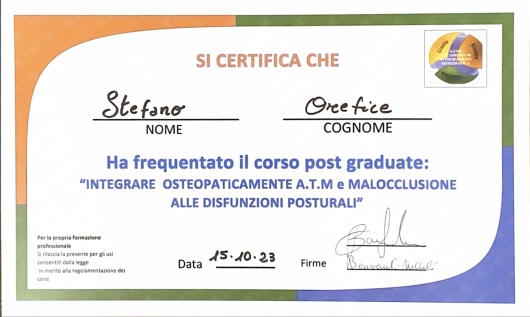 SI CERTIFICA CHE
Stefano Orefice
NOME COGNOME
Ha frequentato il corso post graduate:
“INTEGRARE OSTEOPATICAMENTE A.T.M e MALOCCLUSIONE
ALLE DISFUNZIONI POSTURALI”
Per la propria formazione
professionale
Si rilascia la presente per gli usi
consentiti dalla legge
in merito alla regolamentazione dei
corsi
Data 15.10.23 Firme